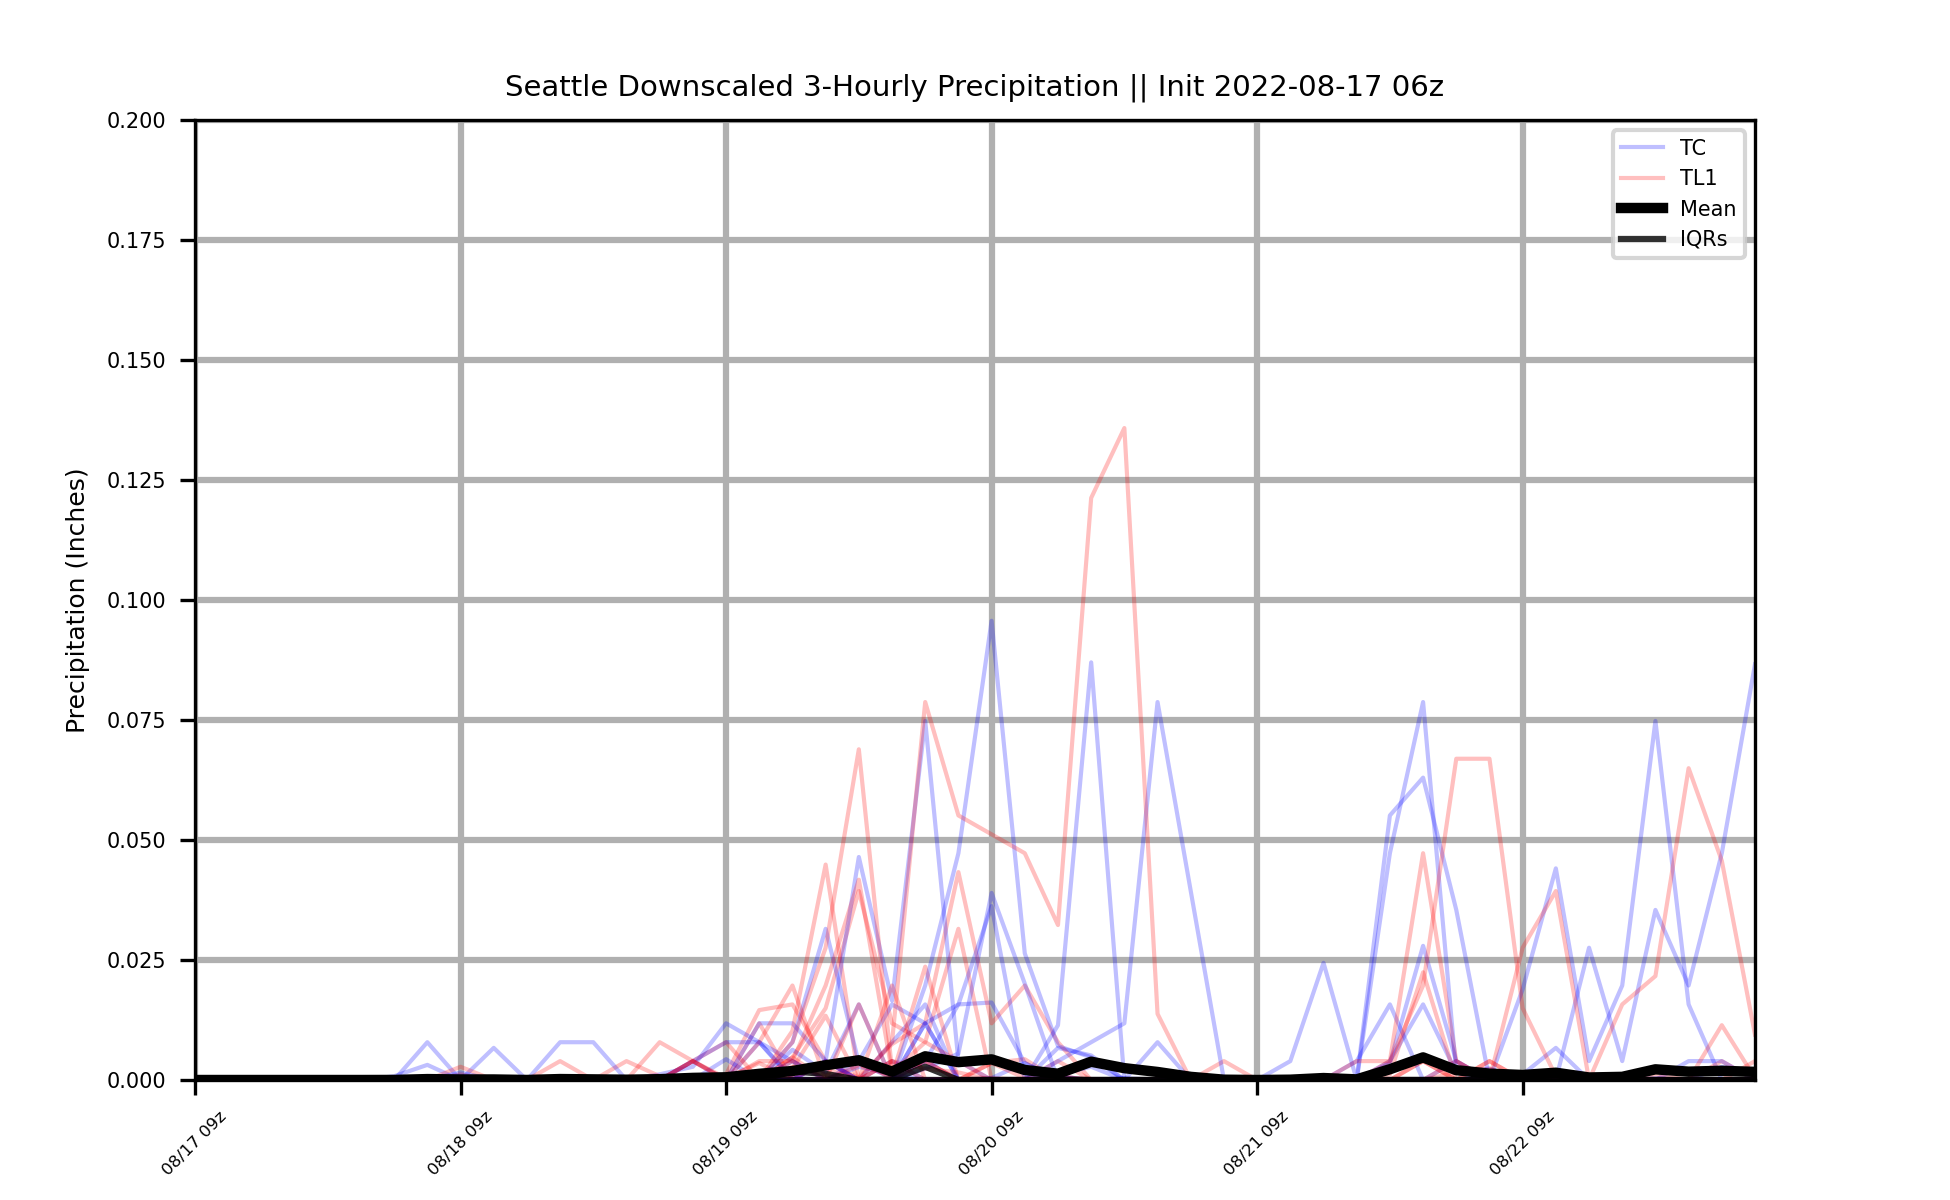 Seattle Downscaled 3-Hourly Precipitation || Init 2022-08-17 06z
0.200
0.175
0.150
0.125
0.100
0.075
0.050
0.025
0.000
Precipitation (Inches)
TC
TL1
Mean
IQRs
08/17 09z
08/18 09z
08/19 09z
08/20 09z
08/21 09z
08/22 09z